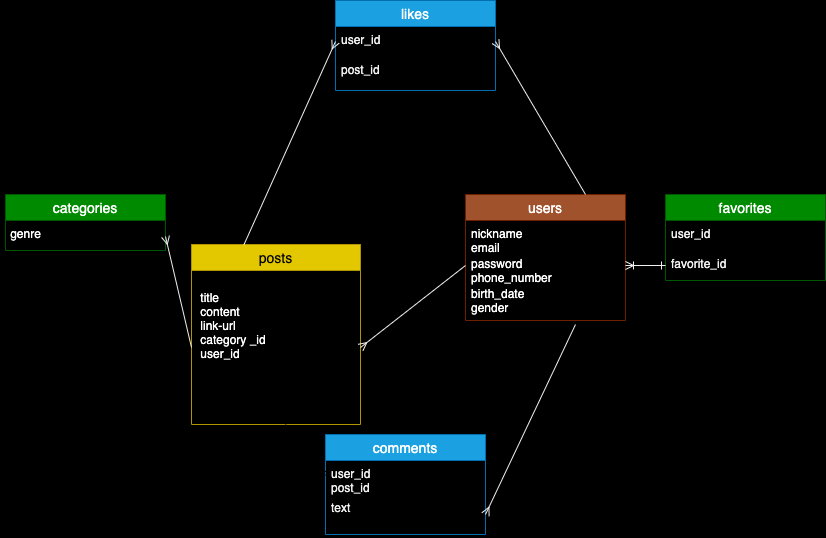 likes
user_id
post_id
categories
genre
users
nickname
email
password
phone_number
birth_date
gender
favorites
user_id
favorite_id
posts
title
content
link-url
category _id
user_id
comments
user_id
post_id
text